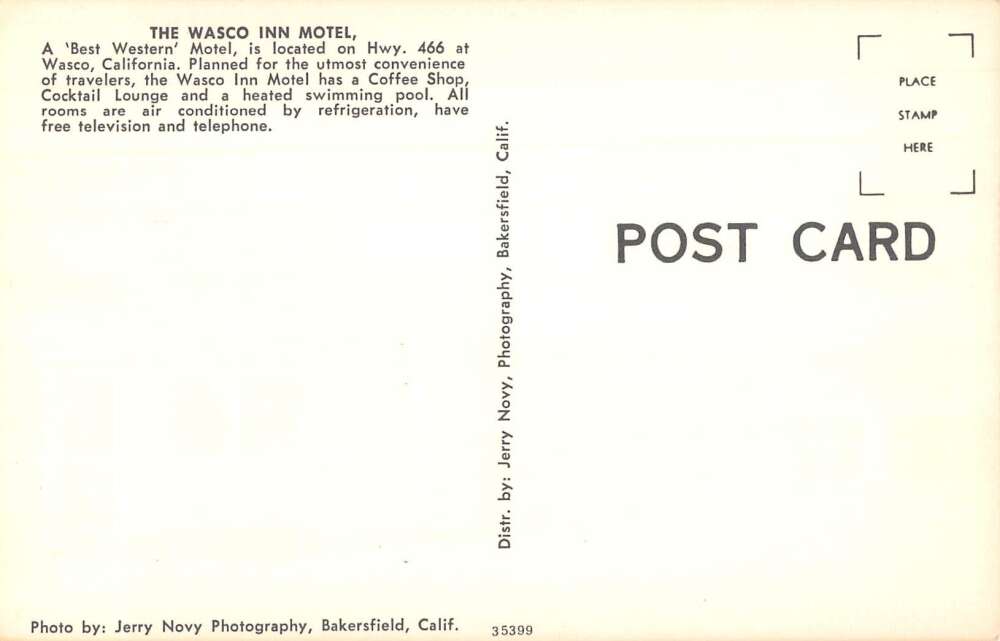 THE WASCO INN MOTEL,
A 'Best Western' Motel, is located on Hwy. 466 at
Wasco, California. Planned for the utmost convenience
of travelers, the Wasco Inn Motel has a Coffee Shop,
Cocktail Lounge and a heated swimming pool. All
rooms are air conditioned by refrigeration, have
free television and telephone.
Distr. by: Jerry Novy, Photography, Bakersfield, Calif.
PLACE
STAMP
HERE
POST CARD
Photo by: Jerry Novy Photography, Bakersfield, Calif.
35399